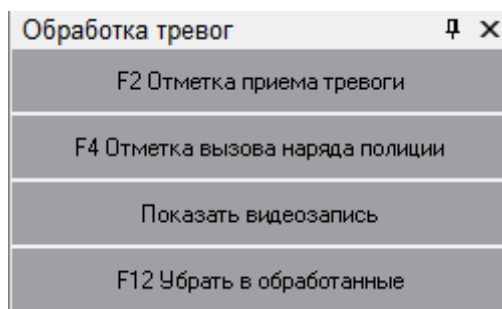 Обработка тревог
F2 Отметка приема тревоги
F4 Отметка вызова наряда полиции
Показать видеозапись
F12 Убрать в обработанные